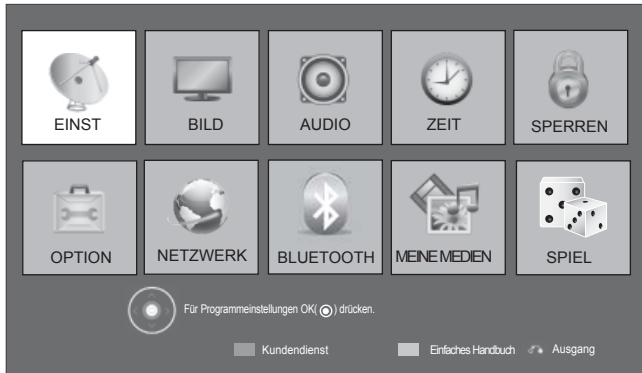 EINST BILD AUDIO ZEIT SPERREN
OPTION NETZWERK BLUETOOTH MEINE MEDIEN SPIEL
Für Programmeinstellungen OK(◉) drücken.
Kundendienst Einfaches Handbuch Ausgang